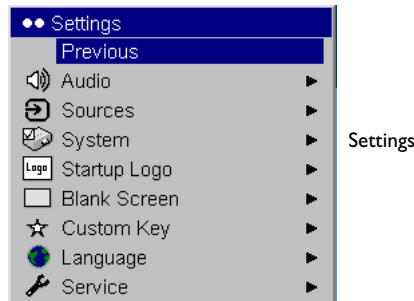 Settings
Previous
Audio
Sources
System
Settings
Logo Startup Logo
Blank Screen
Custom Key
Language
Service